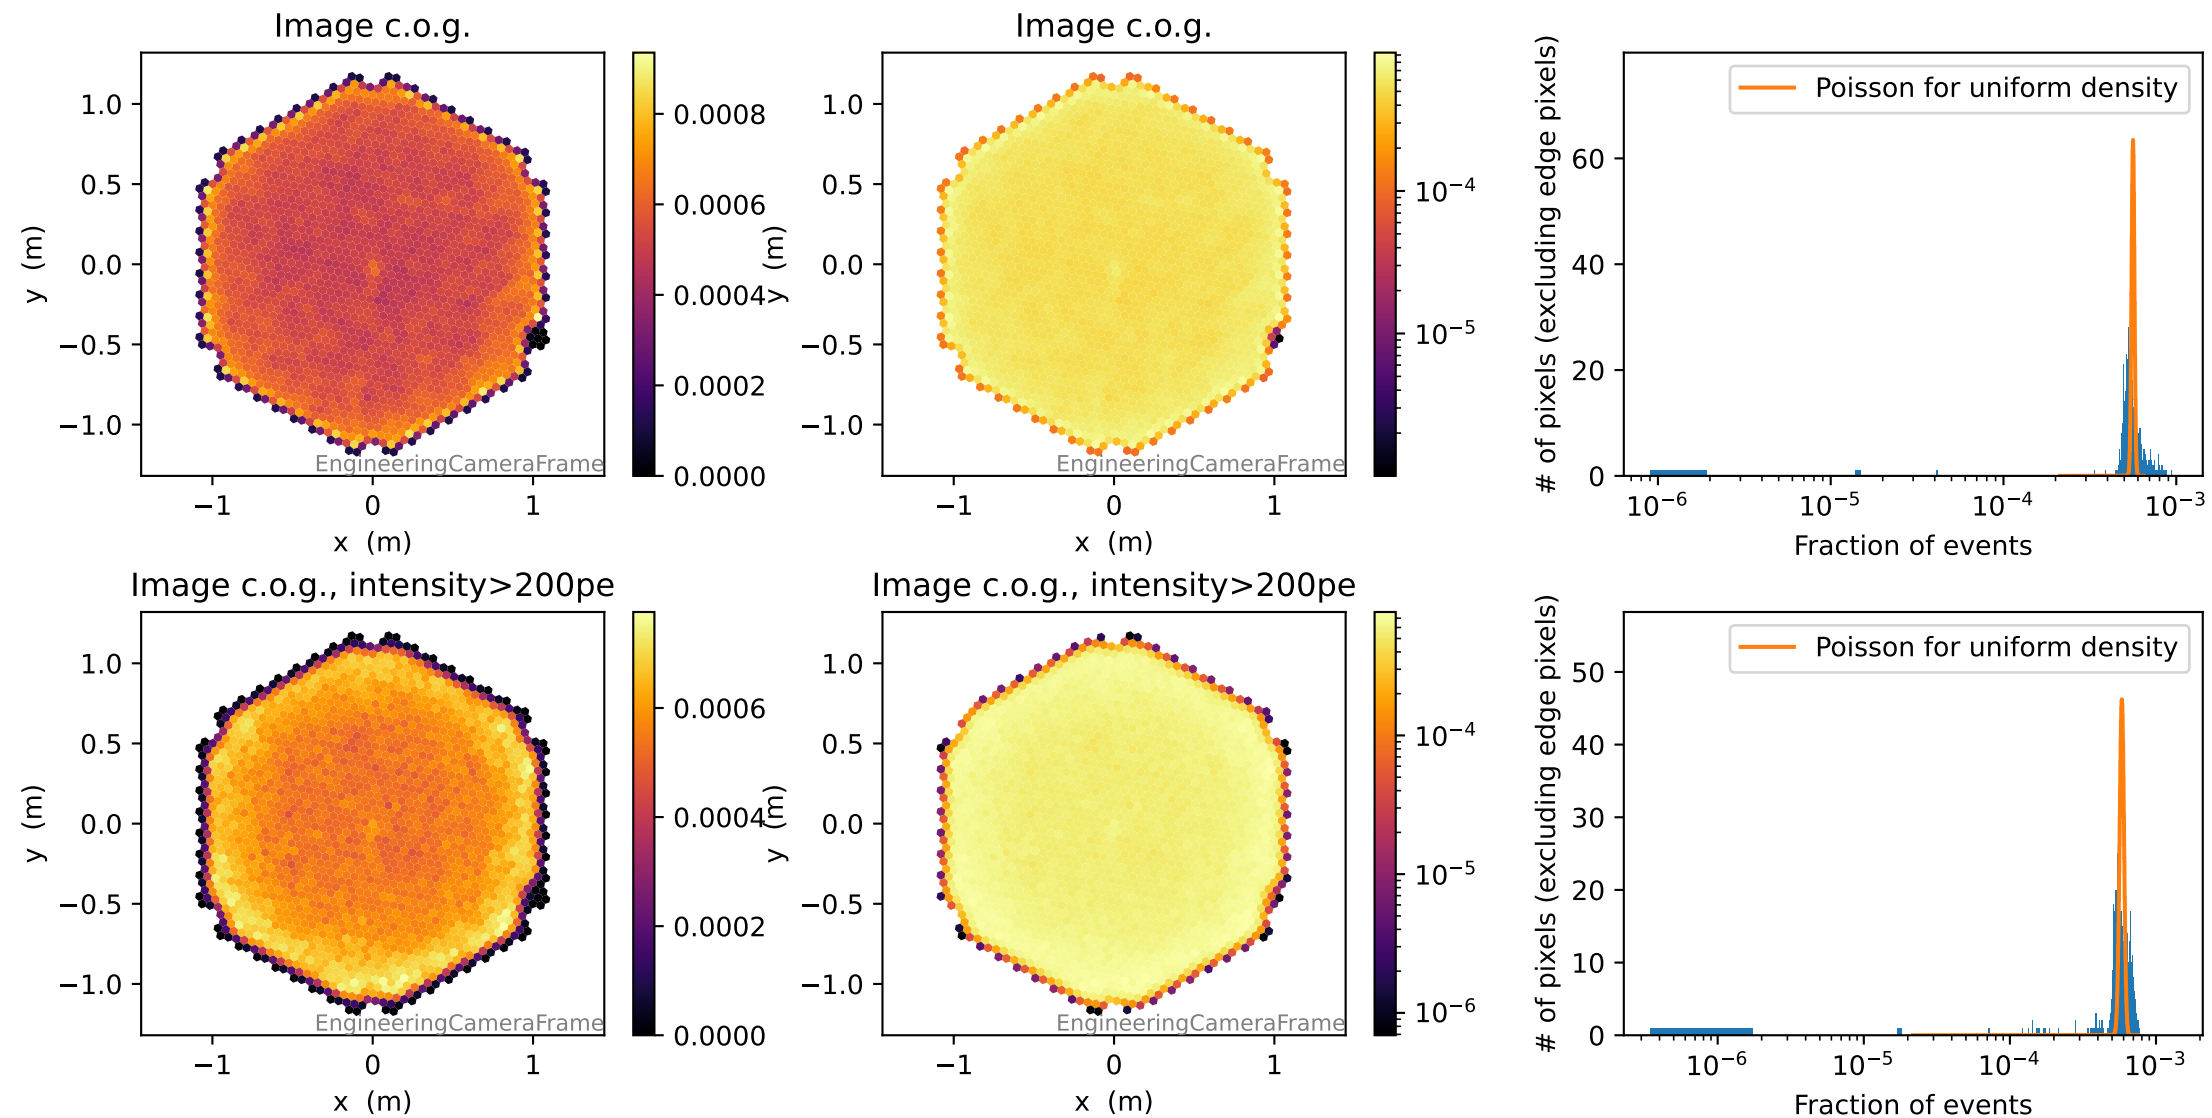 Image c.o.g.
1.0
0.5
0.0
−0.5
−1.0
y (m)
−1
0
1
x (m)
EngineeringCameraFrame
0.0008
0.0006
0.0004
0.0002
0.0000
Image c.o.g.
1.0
0.5
0.0
−0.5
−1.0
y (m)
−1
0
1
x (m)
EngineeringCameraFrame
10⁻⁴
10⁻⁵
Poisson for uniform density
# of pixels (excluding edge pixels)
60
40
20
0
10⁻⁶
10⁻⁵
10⁻⁴
10⁻³
Fraction of events
Image c.o.g., intensity>200pe
1.0
0.5
0.0
−0.5
−1.0
y (m)
−1
0
1
x (m)
EngineeringCameraFrame
0.0006
0.0004
0.0002
0.0000
Image c.o.g., intensity>200pe
1.0
0.5
0.0
−0.5
−1.0
y (m)
−1
0
1
x (m)
EngineeringCameraFrame
10⁻⁴
10⁻⁵
10⁻⁶
Poisson for uniform density
# of pixels (excluding edge pixels)
50
40
30
20
10
0
10⁻⁶
10⁻⁵
10⁻⁴
10⁻³
Fraction of events